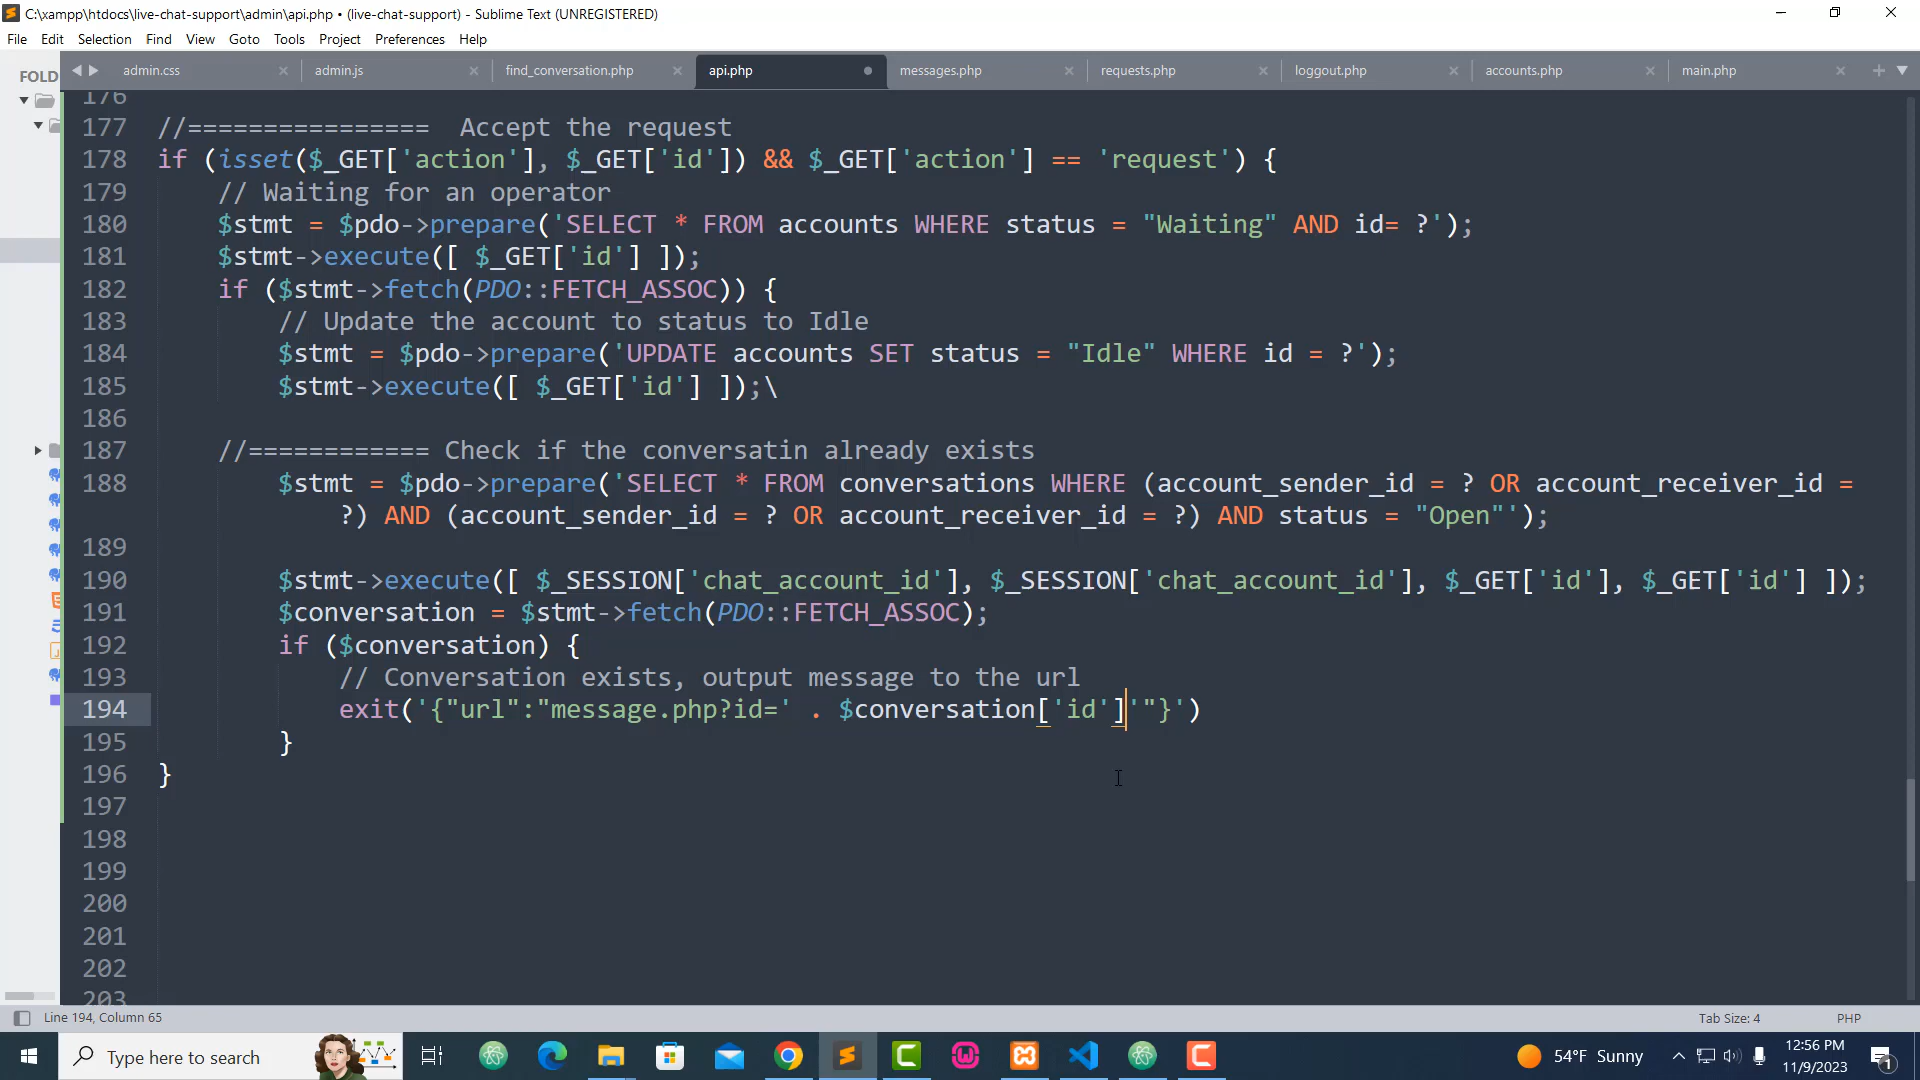 C:\xampp\htdocs\live-chat-support\admin\api.php • (live-chat-support) - Sublime Text (UNREGISTERED)
File Edit Selection Find View Goto Tools Project Preferences Help
FOLD
admin.css admin.js find_conversation.php api.php messages.php requests.php loggout.php accounts.php main.php
176
177 //================ Accept the request
178 if (isset($_GET['action'], $_GET['id']) && $_GET['action'] == 'request') {
179 // Waiting for an operator
180 $stmt = $pdo->prepare('SELECT * FROM accounts WHERE status = "Waiting" AND id= ?');
181 $stmt->execute([ $_GET['id'] ]);
182 if ($stmt->fetch(PDO::FETCH_ASSOC)) {
183 // Update the account to status to Idle
184 $stmt = $pdo->prepare('UPDATE accounts SET status = "Idle" WHERE id = ?');
185 $stmt->execute([ $_GET['id'] ]);\
186
187 //============ Check if the conversatin already exists
188 $stmt = $pdo->prepare('SELECT * FROM conversations WHERE (account_sender_id = ? OR account_receiver_id =
?) AND (account_sender_id = ? OR account_receiver_id = ?) AND status = "Open"');
189
190 $stmt->execute([ $_SESSION['chat_account_id'], $_SESSION['chat_account_id'], $_GET['id'], $_GET['id'] ]);
191 $conversation = $stmt->fetch(PDO::FETCH_ASSOC);
192 if ($conversation) {
193 // Conversation exists, output message to the url
194 exit('{"url":"message.php?id=' . $conversation['id']'"}')
195 }
196 }
197
198
199
200
201
202
203
Line 194, Column 65
Tab Size: 4 PHP
Type here to search
54°F Sunny
12:56 PM
11/9/2023
1